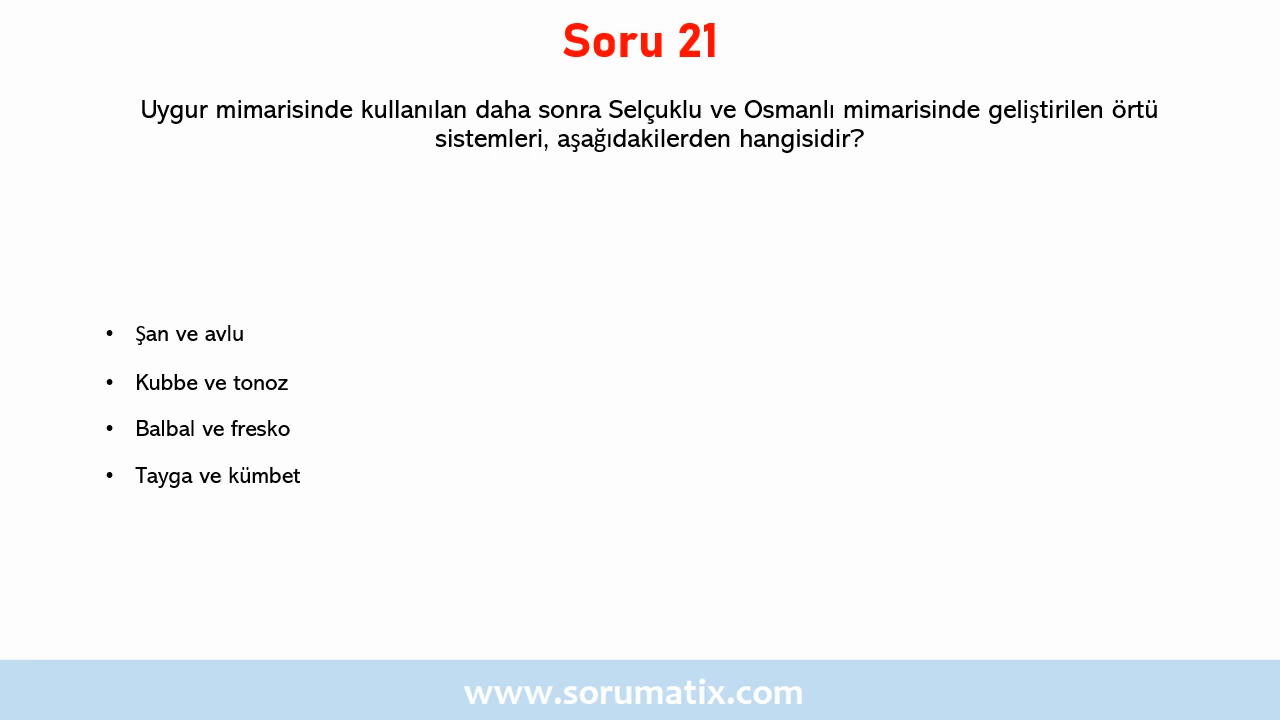 Soru 21
Uygur mimarisinde kullanılan daha sonra Selçuklu ve Osmanlı mimarisinde geliştirilen örtü
sistemleri, aşağıdakilerden hangisidir?
• Şan ve avlu
• Kubbe ve tonoz
• Balbal ve fresko
• Tayga ve kümbet
www.sorumatix.com